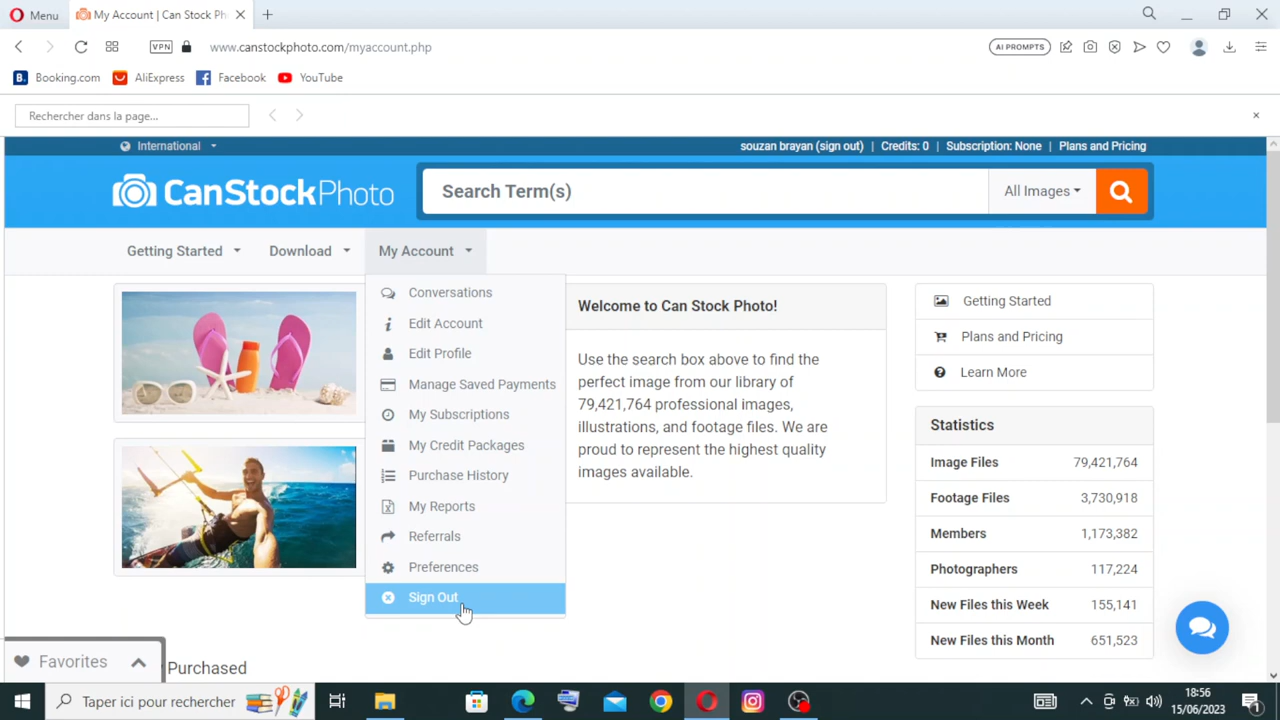 Menu
My Account | Can Stock Ph
www.canstockphoto.com/myaccount.php
VPN
AI PROMPTS
B. Booking.com
AliExpress
Facebook
YouTube
Rechercher dans la page...
International
souzan brayan (sign out) | Credits: 0 | Subscription: None | Plans and Pricing
CanStockPhoto
Search Term(s)
All Images
Getting Started
Download
My Account
Conversations
Edit Account
Edit Profile
Manage Saved Payments
My Subscriptions
My Credit Packages
Purchase History
My Reports
Referrals
Preferences
Sign Out
Welcome to Can Stock Photo!
Use the search box above to find the
perfect image from our library of
79,421,764 professional images,
illustrations, and footage files. We are
proud to represent the highest quality
images available.
Getting Started
Plans and Pricing
Learn More
Statistics
Image Files 79,421,764
Footage Files 3,730,918
Members 1,173,382
Photographers 117,224
New Files this Week 155,141
New Files this Month 651,523
Favorites
Purchased
Taper ici pour rechercher
18:56
15/06/2023
1